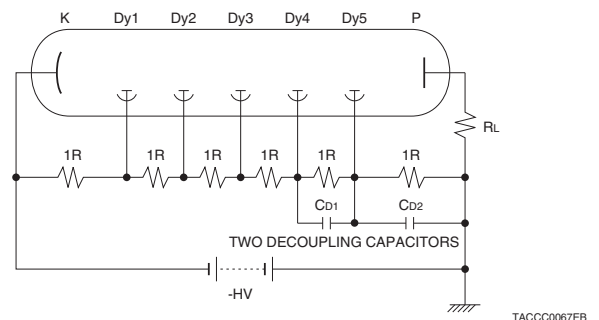 K Dy1 Dy2 Dy3 Dy4 Dy5 P
RL
1R 1R 1R 1R 1R 1R
CD1 CD2
TWO DECOUPLING CAPACITORS
-HV
TACCC0067EB